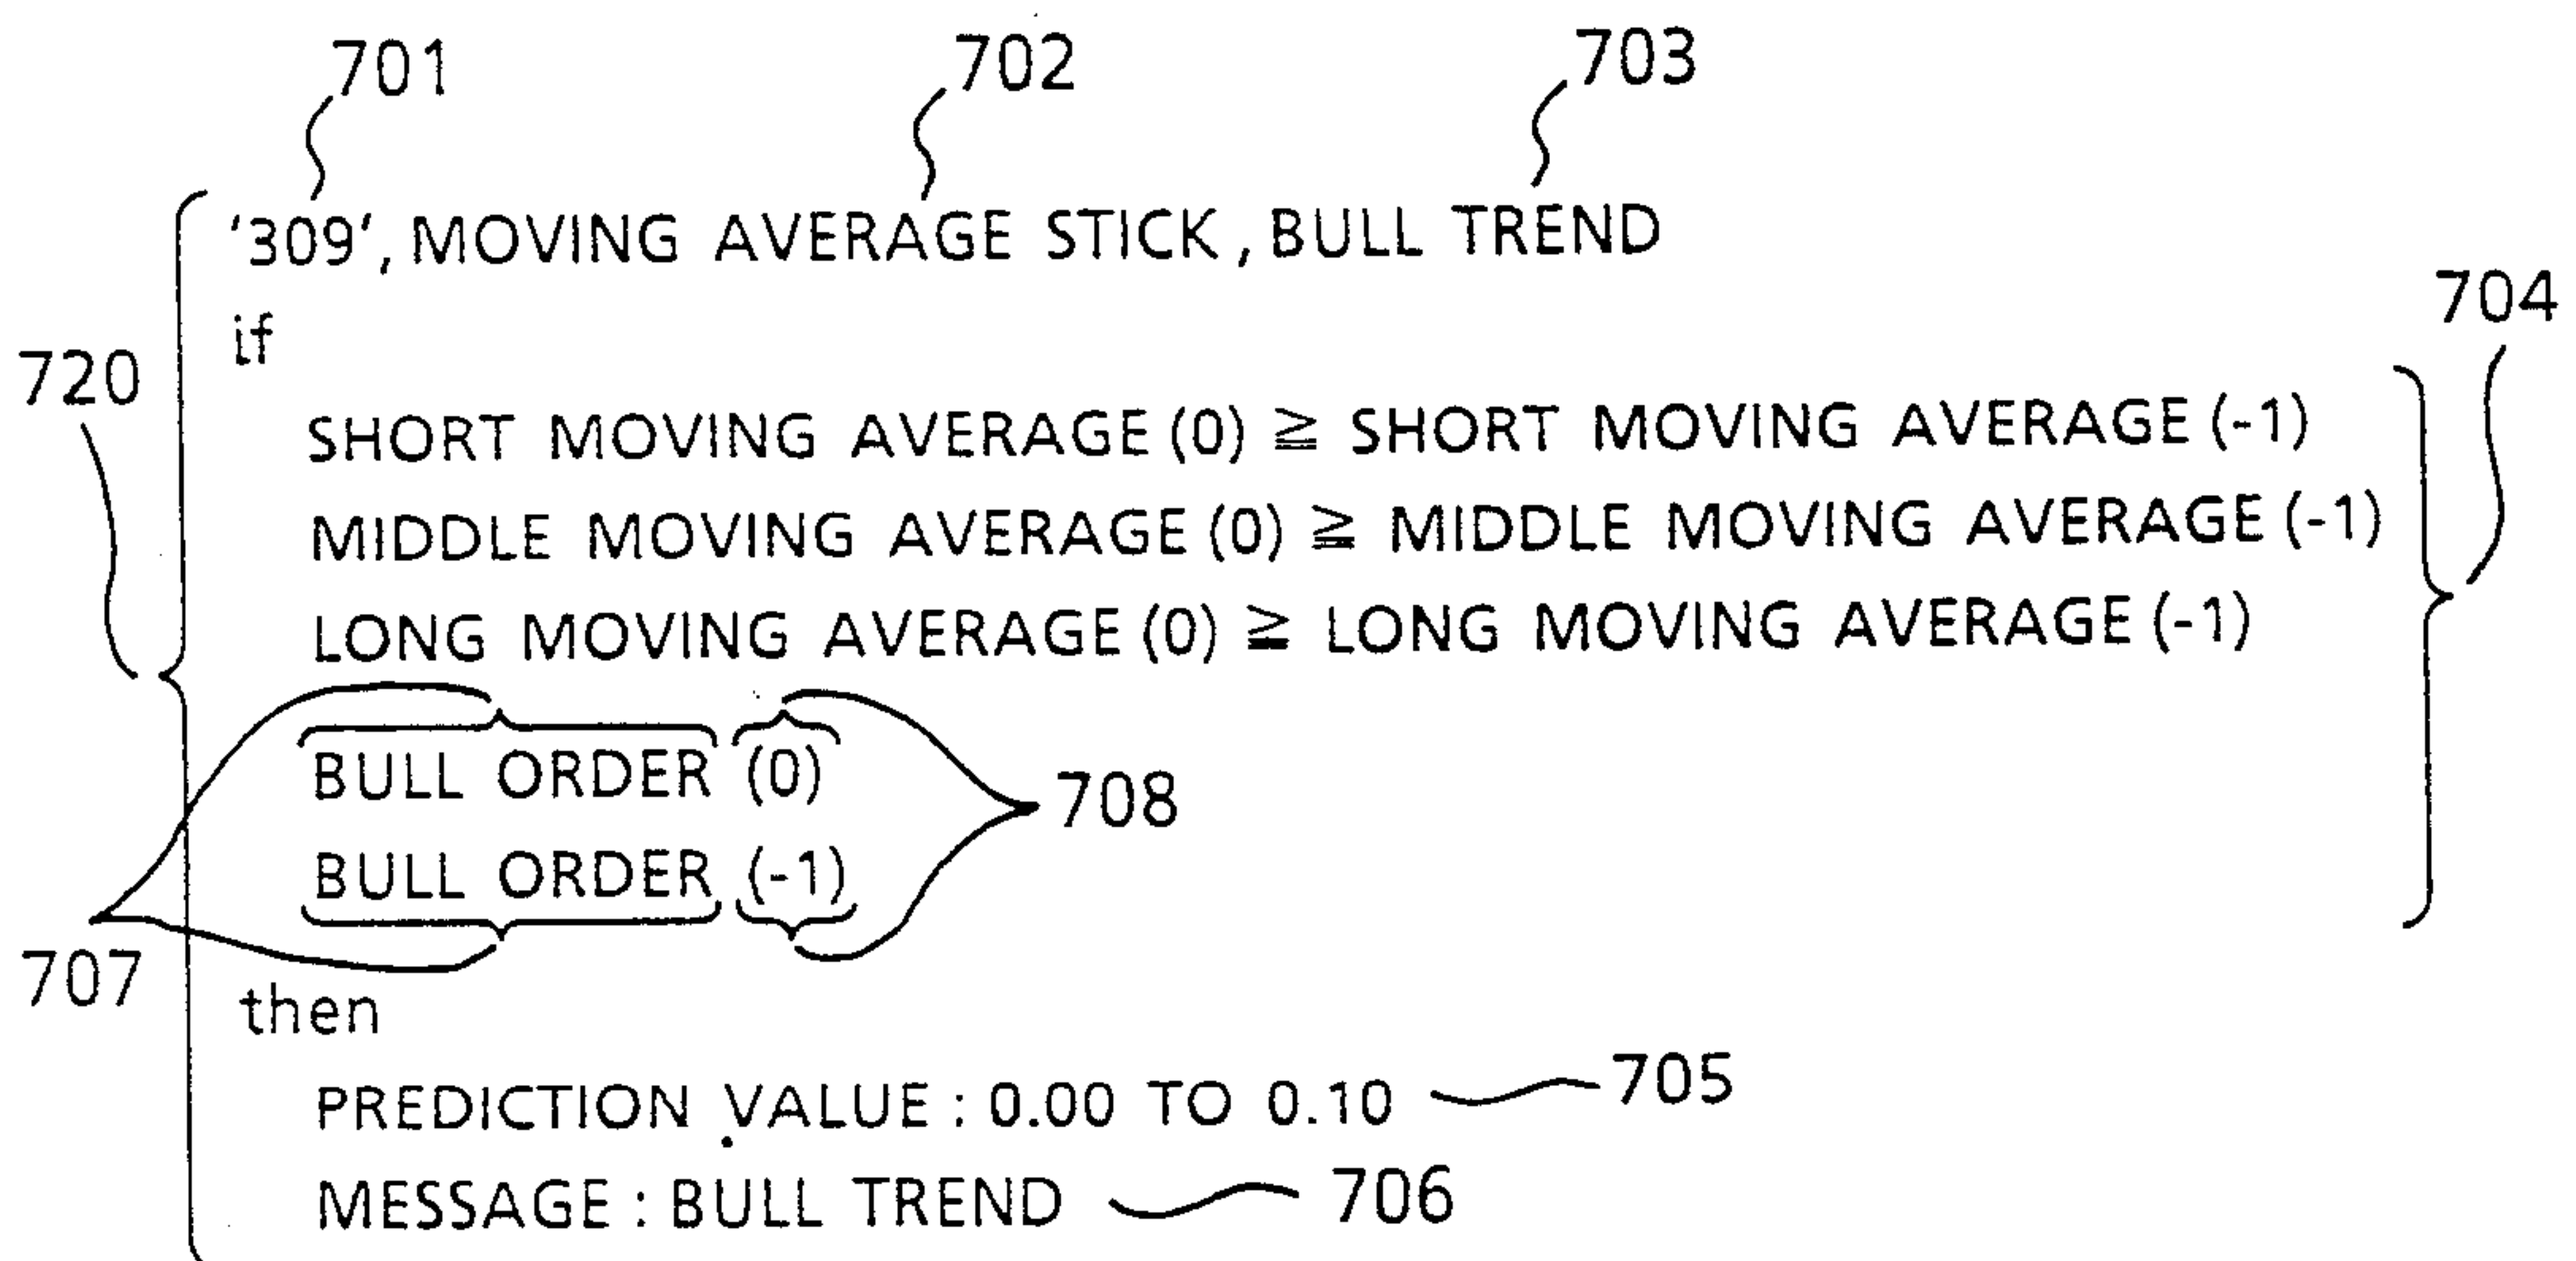 701 702 703
'309', MOVING AVERAGE STICK, BULL TREND
704
if
720
SHORT MOVING AVERAGE (0) ≧ SHORT MOVING AVERAGE (-1)
MIDDLE MOVING AVERAGE (0) ≧ MIDDLE MOVING AVERAGE (-1)
LONG MOVING AVERAGE (0) ≧ LONG MOVING AVERAGE (-1)
BULL ORDER (0)
708
BULL ORDER (-1)
707
then
PREDICTION VALUE : 0.00 TO 0.10 705
MESSAGE : BULL TREND 706